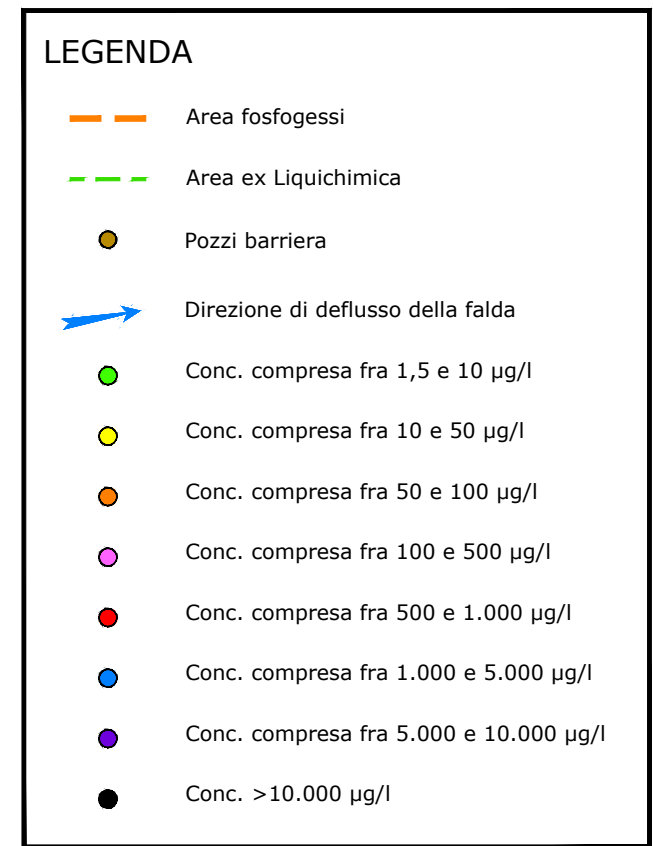 LEGENDA
Area fosfogessi
Area ex Liquichimica
Pozzi barriera
Direzione di deflusso della falda
Conc. compresa fra 1,5 e 10 µg/l
Conc. compresa fra 10 e 50 µg/l
Conc. compresa fra 50 e 100 µg/l
Conc. compresa fra 100 e 500 µg/l
Conc. compresa fra 500 e 1.000 µg/l
Conc. compresa fra 1.000 e 5.000 µg/l
Conc. compresa fra 5.000 e 10.000 µg/l
Conc. >10.000 µg/l